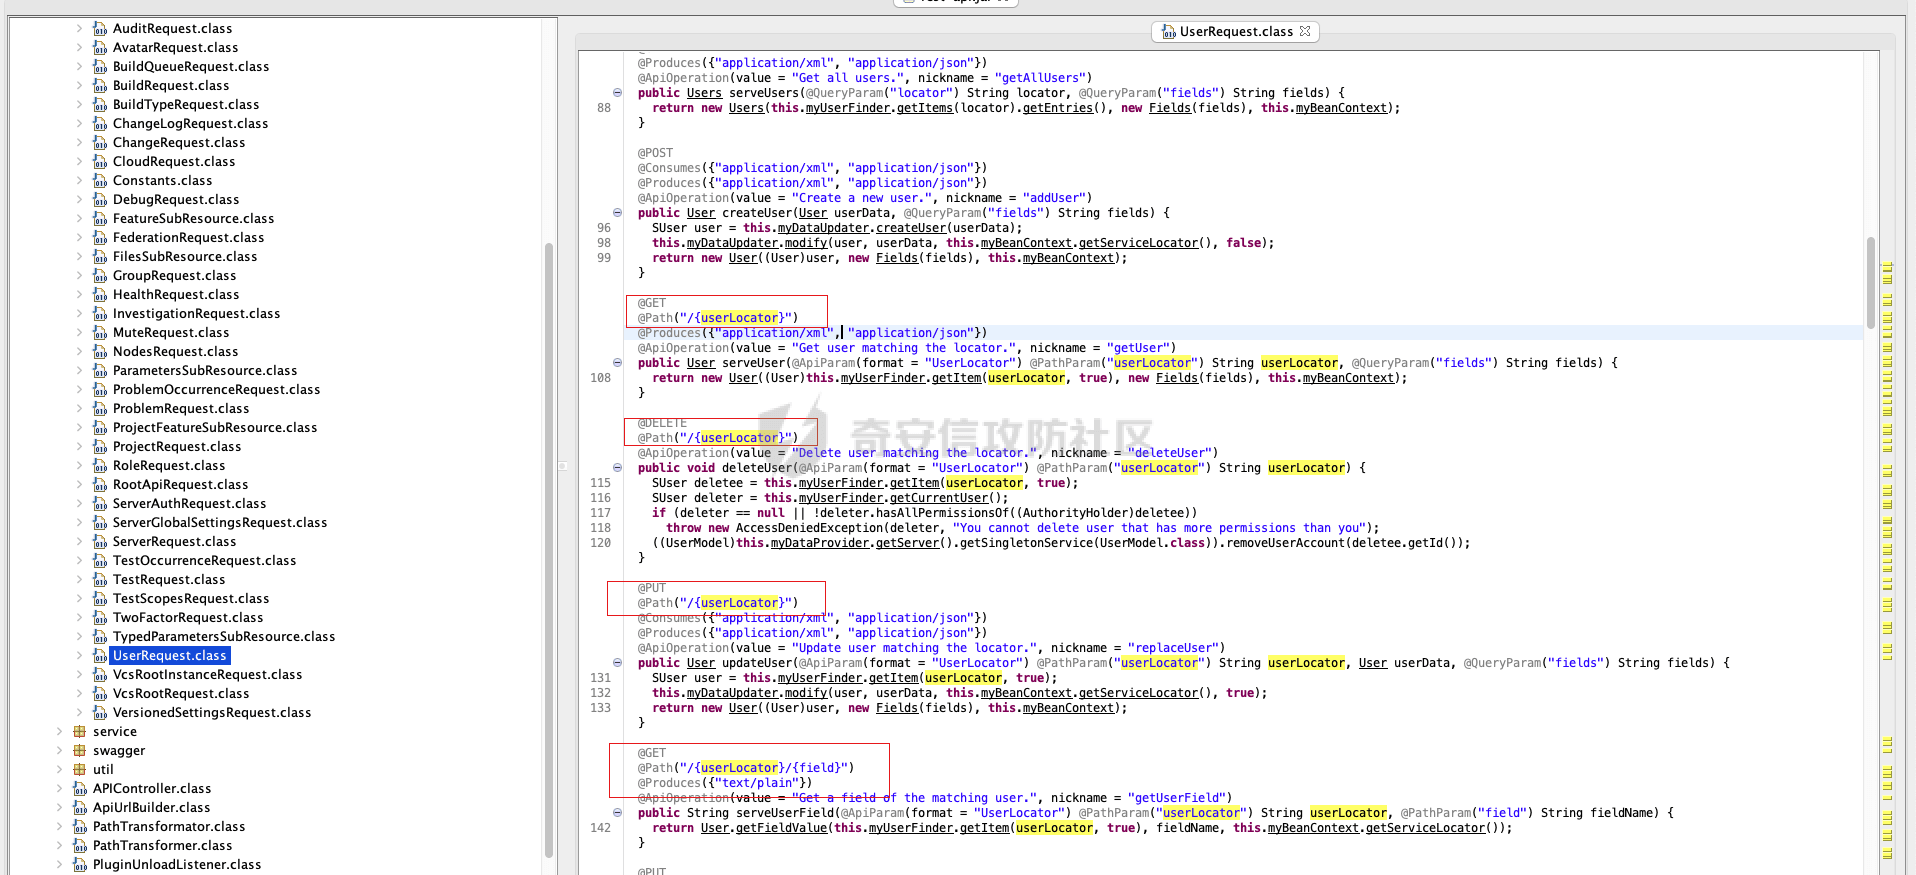 UserRequest.class
AuditRequest.class
AvatarRequest.class
BuildQueueRequest.class
BuildRequest.class
BuildTypeRequest.class
ChangeLogRequest.class
ChangeRequest.class
CloudRequest.class
Constants.class
DebugRequest.class
FeatureSubResource.class
FederationRequest.class
FilesSubResource.class
GroupRequest.class
HealthRequest.class
InvestigationRequest.class
MuteRequest.class
NodesRequest.class
ParametersSubResource.class
ProblemOccurrenceRequest.class
ProblemRequest.class
ProjectFeatureSubResource.class
ProjectRequest.class
RoleRequest.class
RootApiRequest.class
ServerAuthRequest.class
ServerGlobalSettingsRequest.class
ServerRequest.class
TestOccurrenceRequest.class
TestRequest.class
TestScopesRequest.class
TwoFactorRequest.class
TypedParametersSubResource.class
UserRequest.class
VcsRootInstanceRequest.class
VcsRootRequest.class
VersionedSettingsRequest.class
service
swagger
util
APIController.class
ApiUrlBuilder.class
PathTransformator.class
PathTransformer.class
PluginUnloadListener.class
@Produces({"application/xml", "application/json"})
@ApiOperation(value = "Get all users.", nickname = "getAllUsers")
public Users serveUsers(@QueryParam("locator") String locator, @QueryParam("fields") String fields) {
88 return new Users(this.myUserFinder.getItems(locator).getEntries(), new Fields(fields), this.myBeanContext);
}
@POST
@Consumes({"application/xml", "application/json"})
@Produces({"application/xml", "application/json"})
@ApiOperation(value = "Create a new user.", nickname = "addUser")
public User createUser(User userData, @QueryParam("fields") String fields) {
96 SUser user = this.myDataUpdater.createUser(userData);
98 this.myDataUpdater.modify(user, userData, this.myBeanContext.getServiceLocator(), false);
99 return new User((User)user, new Fields(fields), this.myBeanContext);
}
@GET
@Path("/{userLocator}")
@Produces({"application/xml", "application/json"})
@ApiOperation(value = "Get user matching the locator.", nickname = "getUser")
public User serveUser(@ApiParam(format = "UserLocator") @PathParam("userLocator") String userLocator, @QueryParam("fields") String fields) {
108 return new User((User)this.myUserFinder.getItem(userLocator, true), new Fields(fields), this.myBeanContext);
}
@DELETE
@Path("/{userLocator}")
奇安信攻防社区
@ApiOperation(value = "Delete user matching the locator.", nickname = "deleteUser")
public void deleteUser(@ApiParam(format = "UserLocator") @PathParam("userLocator") String userLocator) {
115 SUser deletee = this.myUserFinder.getItem(userLocator, true);
116 SUser deleter = this.myUserFinder.getCurrentUser();
117 if (deleter == null || !deleter.hasAllPermissionsOf((AuthorityHolder)deletee))
118 throw new AccessDeniedException(deleter, "You cannot delete user that has more permissions than you");
120 ((UserModel)this.myDataProvider.getServer().getSingletonService(UserModel.class)).removeUserAccount(deletee.getId());
}
@PUT
@Path("/{userLocator}")
@Consumes({"application/xml", "application/json"})
@Produces({"application/xml", "application/json"})
@ApiOperation(value = "Update user matching the locator.", nickname = "replaceUser")
public User updateUser(@ApiParam(format = "UserLocator") @PathParam("userLocator") String userLocator, User userData, @QueryParam("fields") String fields) {
131 SUser user = this.myUserFinder.getItem(userLocator, true);
132 this.myDataUpdater.modify(user, userData, this.myBeanContext.getServiceLocator(), true);
133 return new User((User)user, new Fields(fields), this.myBeanContext);
}
@GET
@Path("/{userLocator}/{field}")
@Produces({"text/plain"})
@ApiOperation(value = "Get a field of the matching user.", nickname = "getUserField")
public String serveUserField(@ApiParam(format = "UserLocator") @PathParam("userLocator") String userLocator, @PathParam("field") String fieldName) {
142 return User.getFieldValue(this.myUserFinder.getItem(userLocator, true), fieldName, this.myBeanContext.getServiceLocator());
}
@PUT